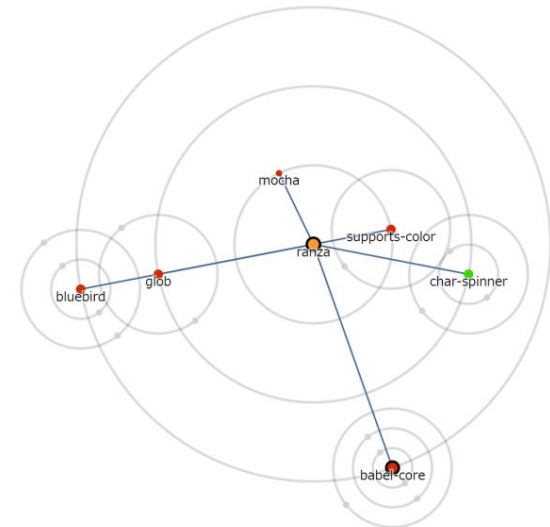 mocha
supports-color
ranza
glob
char-spinner
bluebird
babel-core